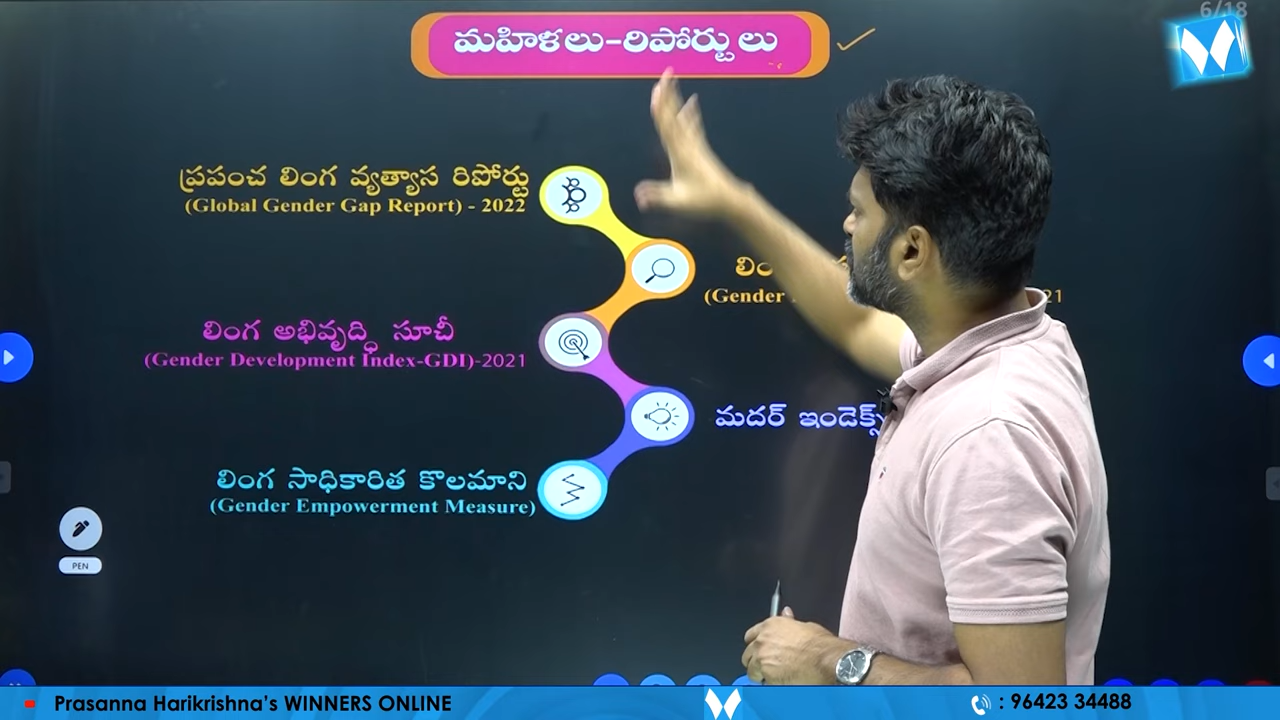 6/18
మహిళలు-రిపోర్టులు
ప్రపంచ లింగ వ్యత్యాస రిపోర్టు
(Global Gender Gap Report) - 2022
లింగ
(Gender
21
లింగ అభివృద్ధి సూచీ
(Gender Development Index-GDI)-2021
మదర్ ఇండెక్స్
లింగ సాధికారిత కొలమాని
(Gender Empowerment Measure)
PEN
Prasanna Harikrishna's WINNERS ONLINE
W
: 96423 34488